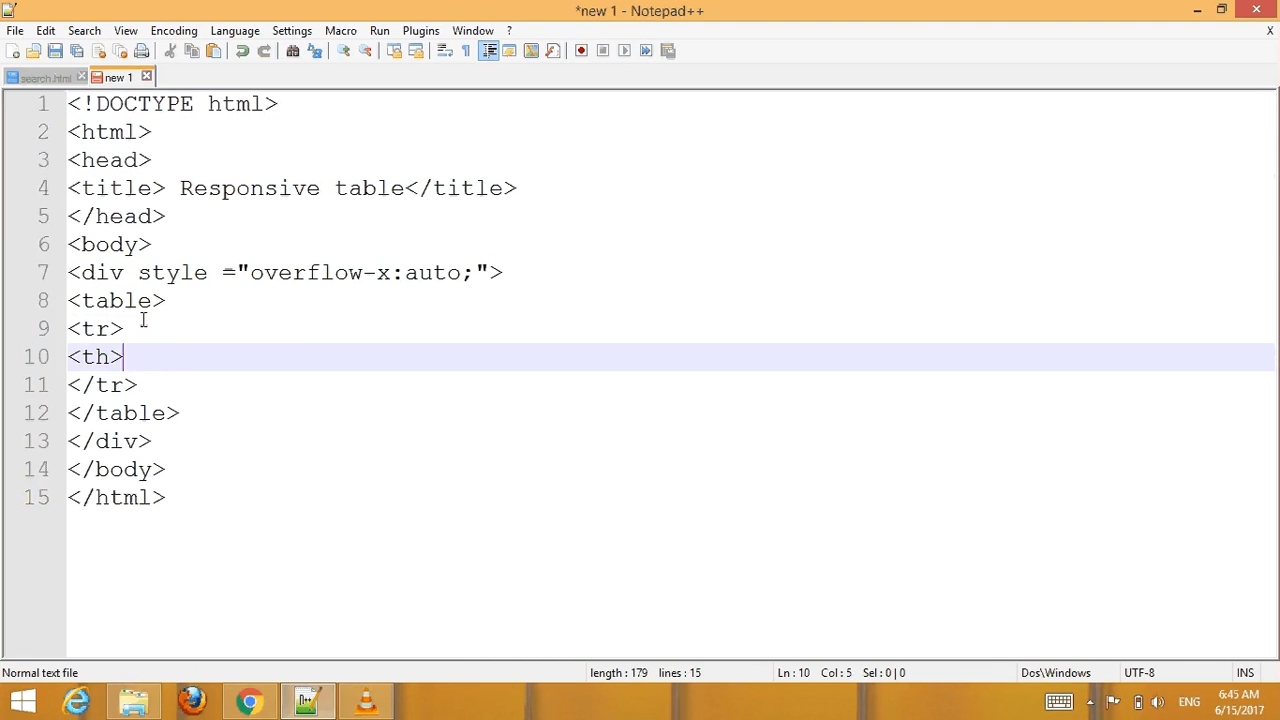 *new 1 - Notepad++
File Edit Search View Encoding Language Settings Macro Run Plugins Window ? X
search.html new 1
1 <!DOCTYPE html>
2 <html>
3 <head>
4 <title> Responsive table</title>
5 </head>
6 <body>
7 <div style ="overflow-x:auto;">
8 <table>
9 <tr>
10 <th>
11 </tr>
12 </table>
13 </div>
14 </body>
15 </html>
Normal text file length : 179 lines : 15 Ln : 10 Col : 5 Sel : 0 | 0 Dos\Windows UTF-8 INS
ENG 6:45 AM
6/15/2017